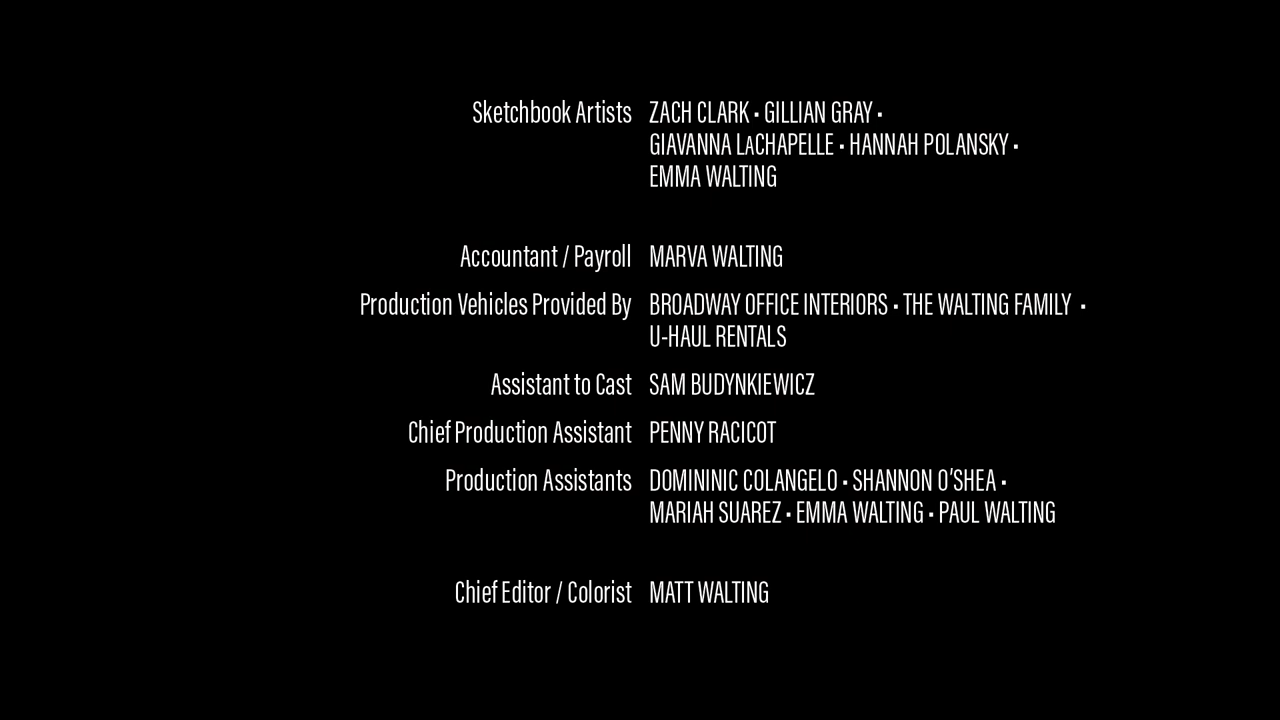 Sketchbook Artists ZACH CLARK • GILLIAN GRAY •
GIAVANNA LACHAPELLE • HANNAH POLANSKY •
EMMA WALTING
Accountant / Payroll MARVA WALTING
Production Vehicles Provided By BROADWAY OFFICE INTERIORS • THE WALTING FAMILY •
U-HAUL RENTALS
Assistant to Cast SAM BUDYNKIEWICZ
Chief Production Assistant PENNY RACICOT
Production Assistants DOMININIC COLANGELO • SHANNON O'SHEA •
MARIAH SUAREZ • EMMA WALTING • PAUL WALTING
Chief Editor / Colorist MATT WALTING